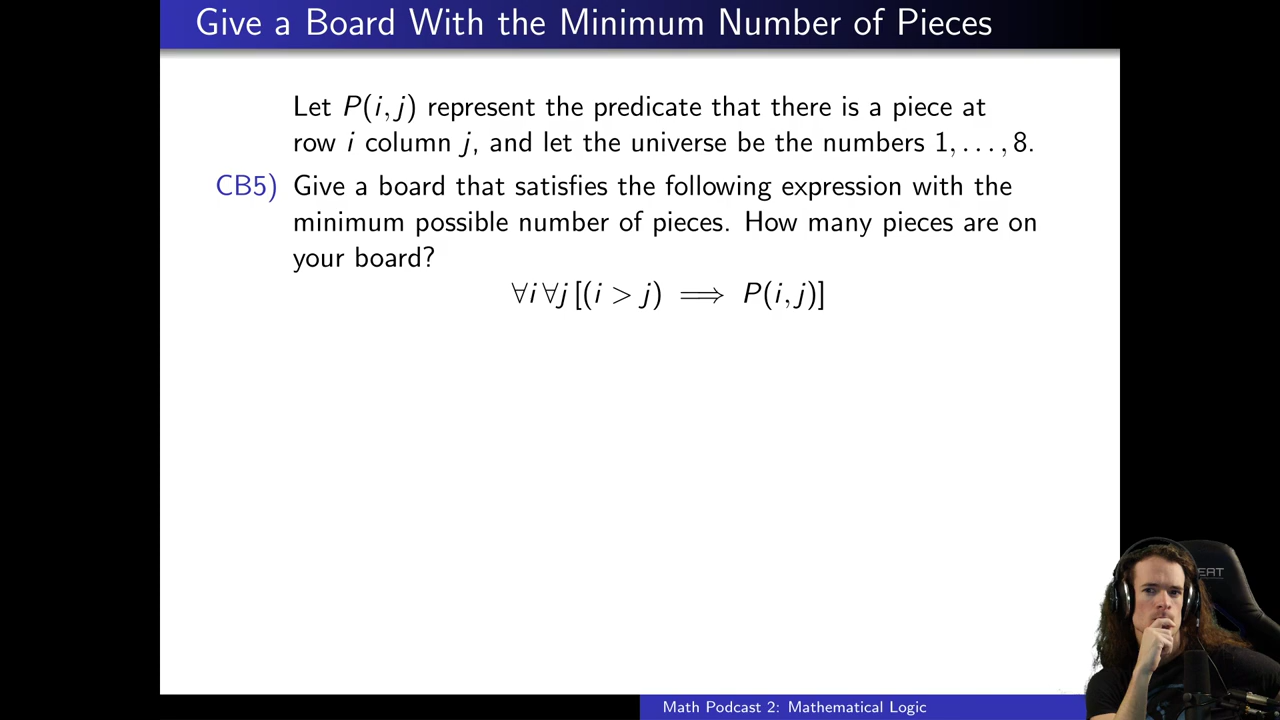 Give a Board With the Minimum Number of Pieces
Let P(i, j) represent the predicate that there is a piece at
row i column j, and let the universe be the numbers 1, . . . , 8.
CB5) Give a board that satisfies the following expression with the
minimum possible number of pieces. How many pieces are on
your board?
∀i ∀j [(i > j) ⟹ P(i, j)]
Math Podcast 2: Mathematical Logic